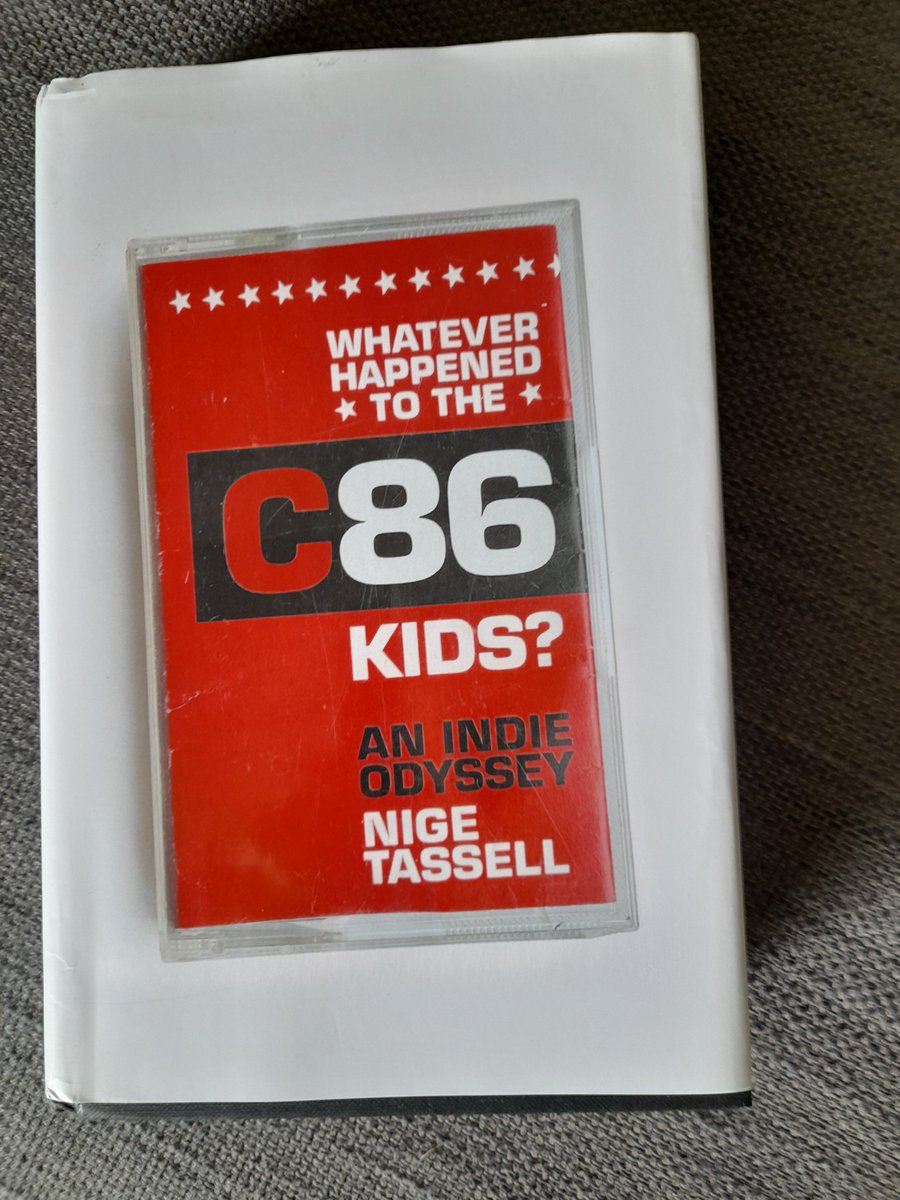 WHATEVER
HAPPENED
TO THE
C86
KIDS?
AN INDIE
ODYSSEY
NIGE
TASSELL